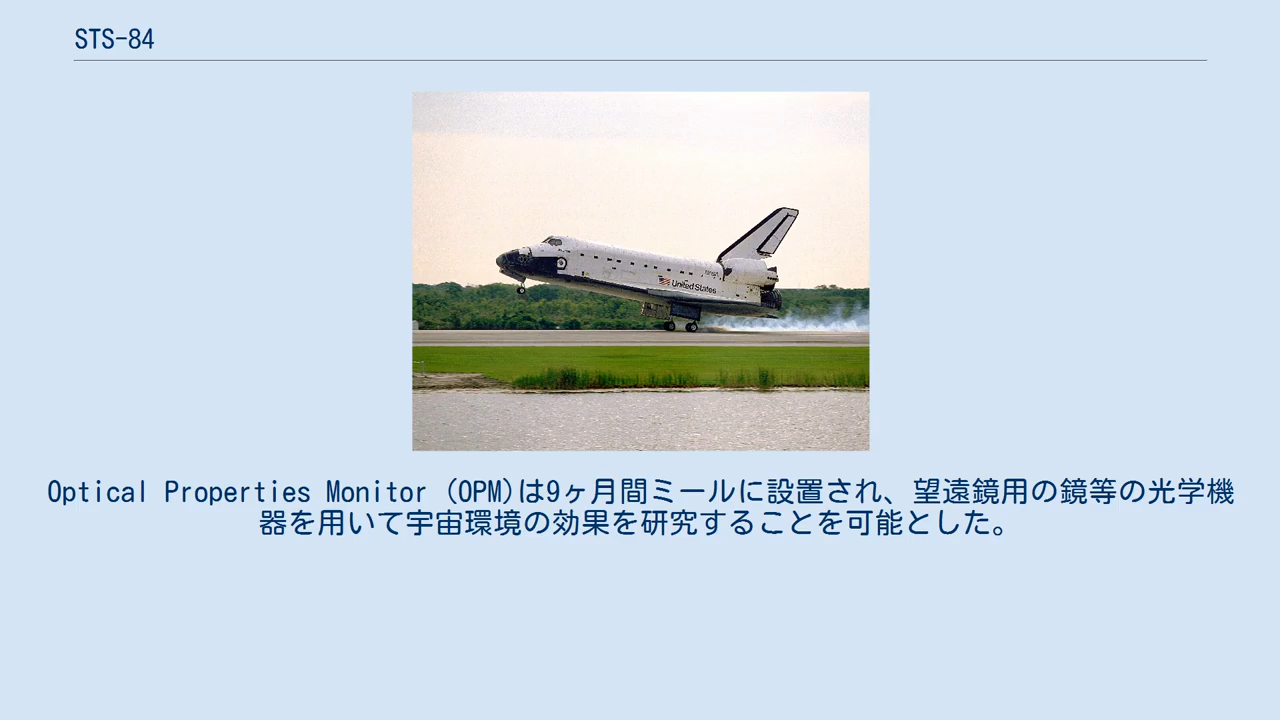 STS-84
United States
Optical Properties Monitor (OPM)は9ヶ月間ミールに設置され、望遠鏡用の鏡等の光学機
器を用いて宇宙環境の効果を研究することを可能とした。